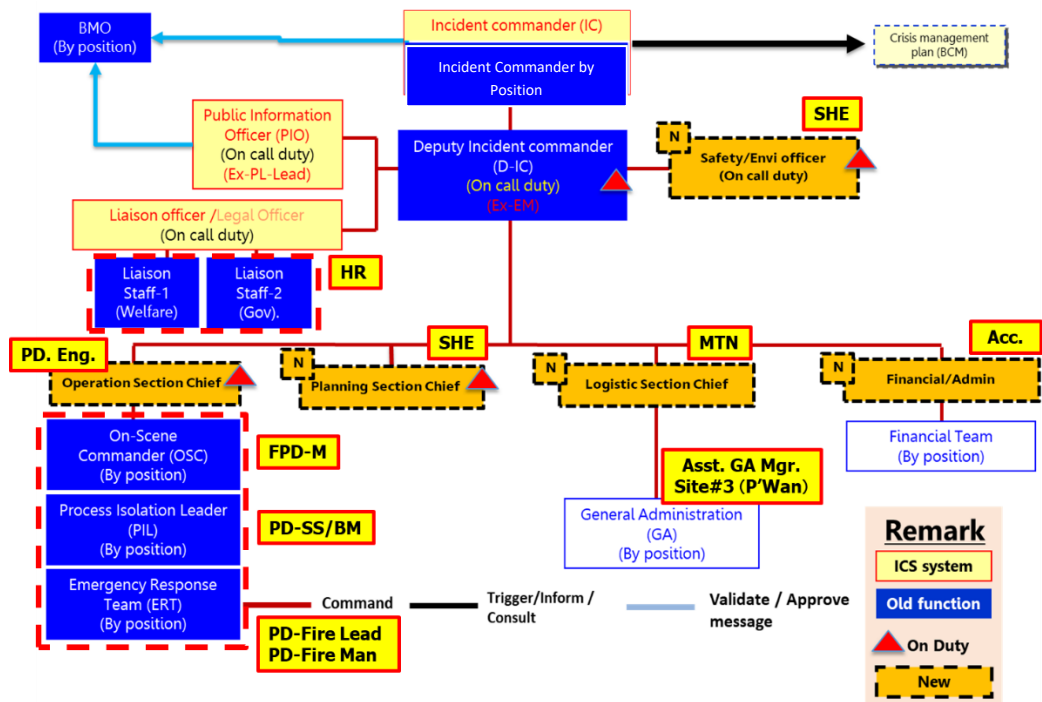 BMO
(By position)
Incident commander (IC)
Incident Commander by
Position
Crisis management
plan (BCM)
Public Information
Officer (PIO)
(On call duty)
(Ex-PL-Lead)
Deputy Incident commander
(D-IC)
(On call duty)
(Ex-EM)
SHE
N
Safety/Envi officer
(On call duty)
Liaison officer /Legal Officer
(On call duty)
Liaison
Staff-1
(Welfare)
Liaison
Staff-2
(Gov).
HR
PD. Eng.
Operation Section Chief
SHE
N
Planning Section Chief
MTN
N
Logistic Section Chief
Acc.
N
Financial/Admin
On-Scene
Commander (OSC)
(By position)
FPD-M
Process Isolation Leader
(PIL)
(By position)
PD-SS/BM
Emergency Response
Team (ERT)
(By position)
PD-Fire Lead
PD-Fire Man
Asst. GA Mgr.
Site#3 (P'Wan)
General Administration
(GA)
(By position)
Financial Team
(By position)
Command
Trigger/Inform /
Consult
Validate / Approve
message
Remark
ICS system
Old function
On Duty
New